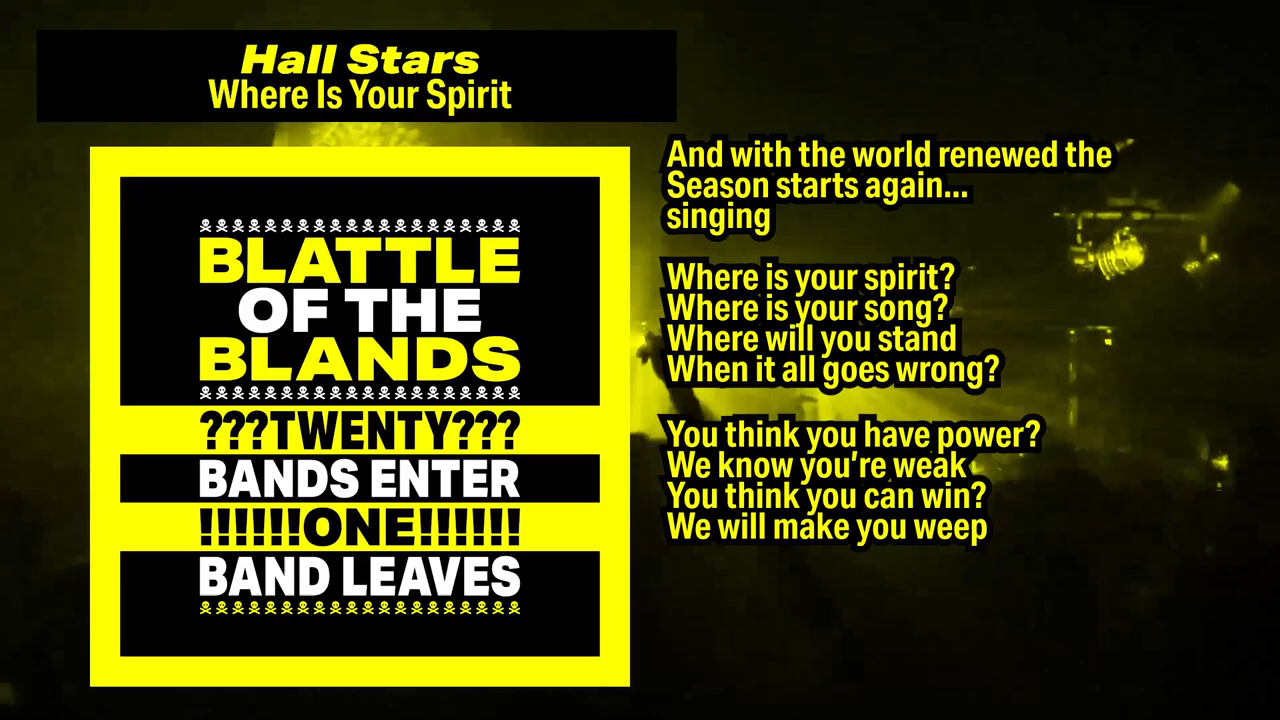 Hall Stars
Where Is Your Spirit
BLATTLE
OF THE
BLANDS
???TWENTY???
BANDS ENTER
!!!!!!ONE!!!!!!
BAND LEAVES
And with the world renewed the
Season starts again...
singing
Where is your spirit?
Where is your song?
Where will you stand
When it all goes wrong?
You think you have power?
We know you're weak
You think you can win?
We will make you weep